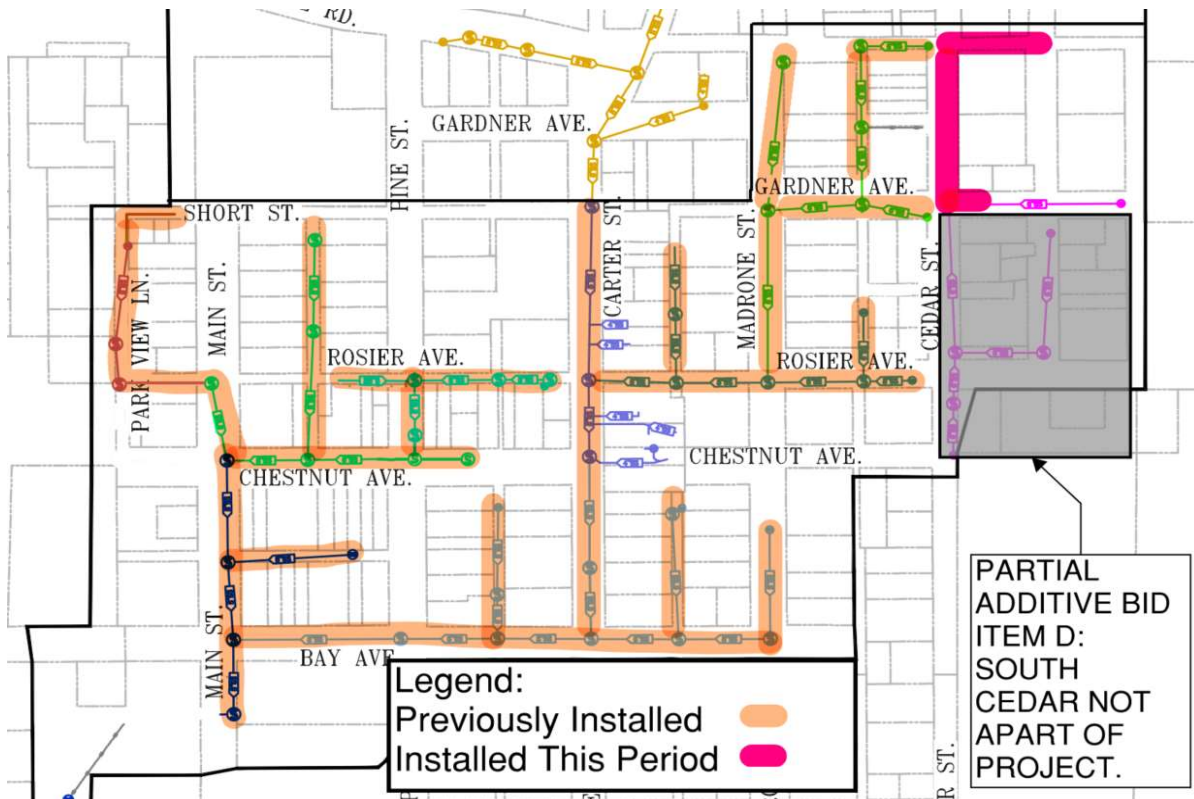 RD.
GARDNER AVE.
PINE ST.
SHORT ST.
GARDNER AVE.
CARTER ST.
MADRONE ST.
CEDAR ST.
MAIN ST.
PARK VIEW LN.
ROSIER AVE.
ROSIER AVE.
CHESTNUT AVE.
CHESTNUT AVE.
MAIN ST.
BAY AVE
Legend:
Previously Installed
Installed This Period
PARTIAL
ADDITIVE BID
ITEM D:
SOUTH
CEDAR NOT
APART OF
PROJECT.
R ST.